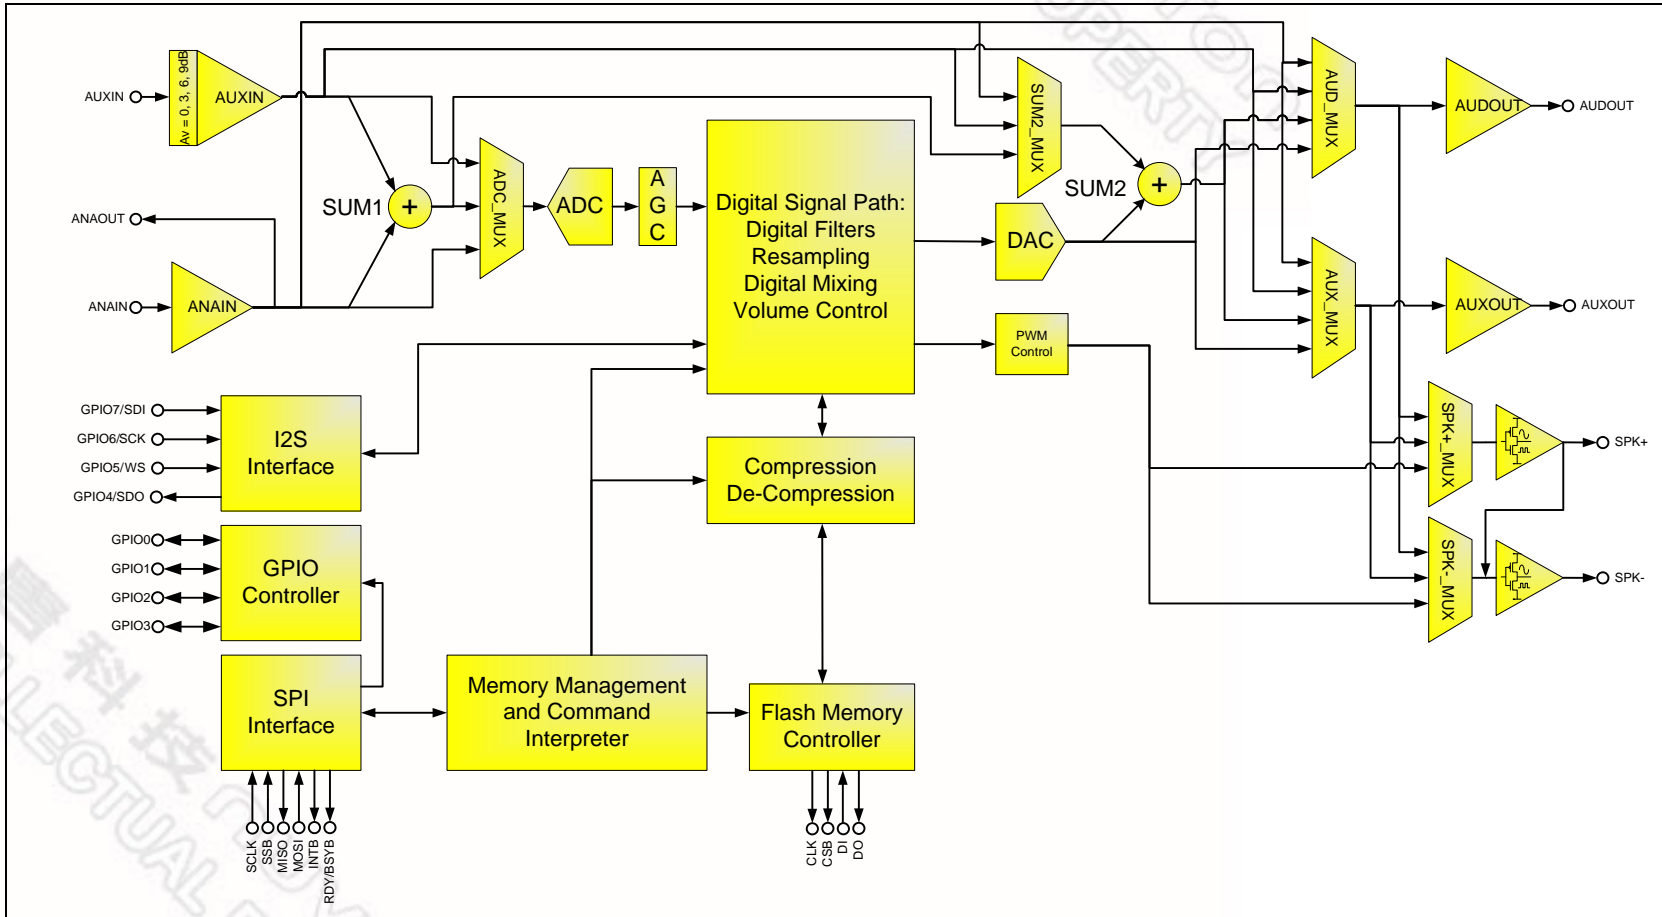 AUXIN
Av = 0, 3, 6, 9dB
AUXIN
ANAOUT
ANAIN
ANAIN
SUM1
+
ADC_MUX
ADC
A
G
C
Digital Signal Path:
Digital Filters
Resampling
Digital Mixing
Volume Control
SUM2_MUX
SUM2
+
DAC
PWM
Control
AUD_MUX
AUDOUT
AUDOUT
AUX_MUX
AUXOUT
AUXOUT
SPK+_MUX
SPK+
SPK-_MUX
SPK-
GPIO7/SDI
GPIO6/SCK
GPIO5/WS
GPIO4/SDO
I2S
Interface
GPIO0
GPIO1
GPIO2
GPIO3
GPIO
Controller
SPI
Interface
SCLK
SSB
MISO
MOSI
INTB
RDY/BSYB
Memory Management
and Command
Interpreter
Compression
De-Compression
Flash Memory
Controller
CLK
CSB
DI
DO
OPERTY
科技
LECTUAL